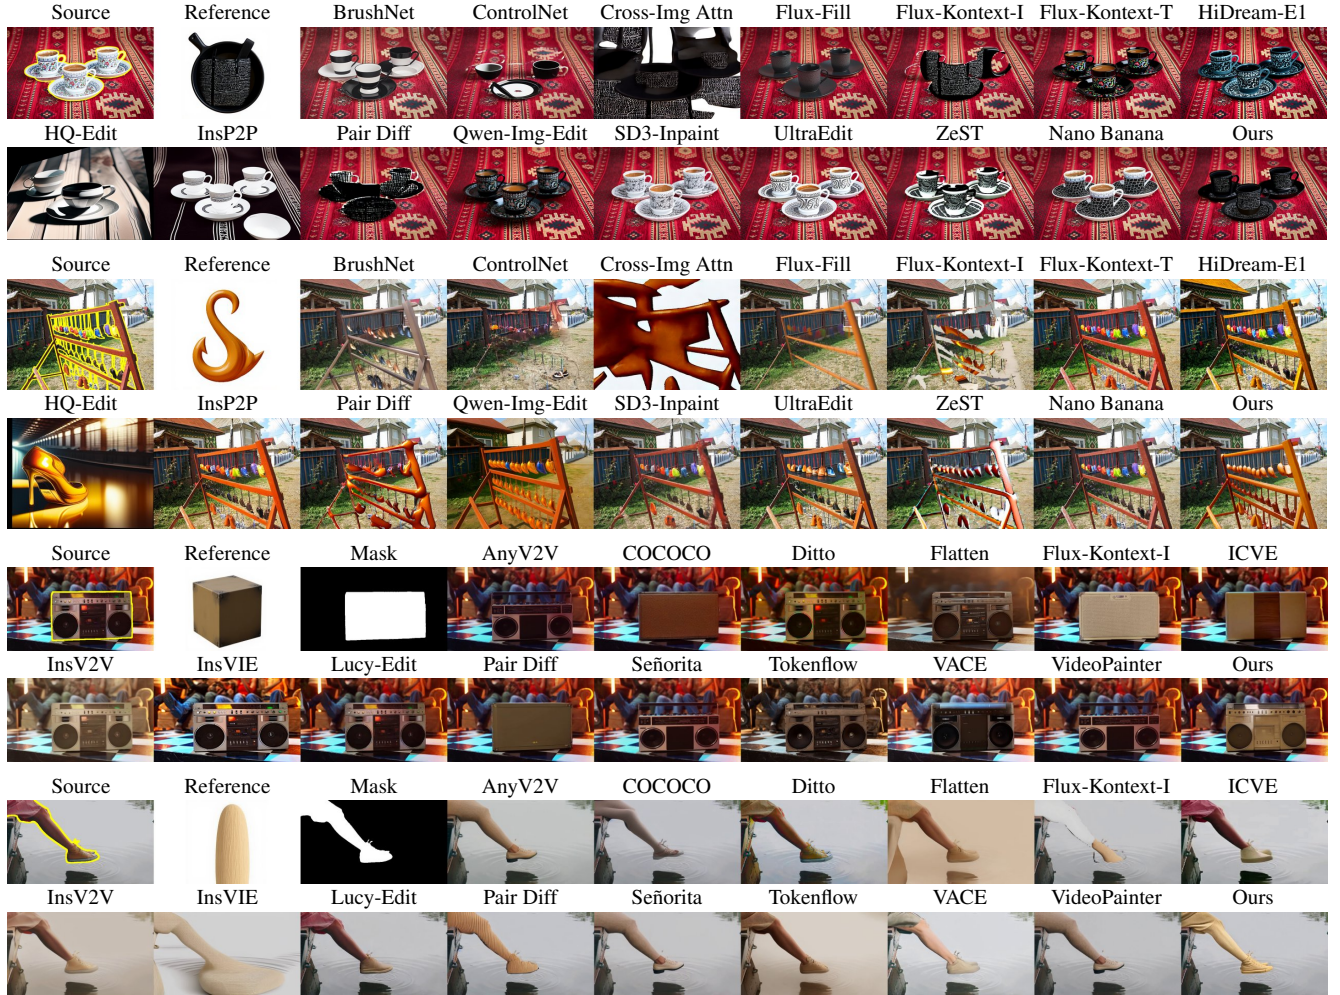 Source Reference BrushNet ControlNet Cross-Img Attn Flux-Fill Flux-Kontext-I Flux-Kontext-T HiDream-E1
HQ-Edit InsP2P Pair Diff Qwen-Img-Edit SD3-Inpaint UltraEdit ZeST Nano Banana Ours
Source Reference BrushNet ControlNet Cross-Img Attn Flux-Fill Flux-Kontext-I Flux-Kontext-T HiDream-E1
HQ-Edit InsP2P Pair Diff Qwen-Img-Edit SD3-Inpaint UltraEdit ZeST Nano Banana Ours
Source Reference Mask AnyV2V COCOCO Ditto Flatten Flux-Kontext-I ICVE
InsV2V InsVIE Lucy-Edit Pair Diff Señorita Tokenflow VACE VideoPainter Ours
Source Reference Mask AnyV2V COCOCO Ditto Flatten Flux-Kontext-I ICVE
InsV2V InsVIE Lucy-Edit Pair Diff Señorita Tokenflow VACE VideoPainter Ours